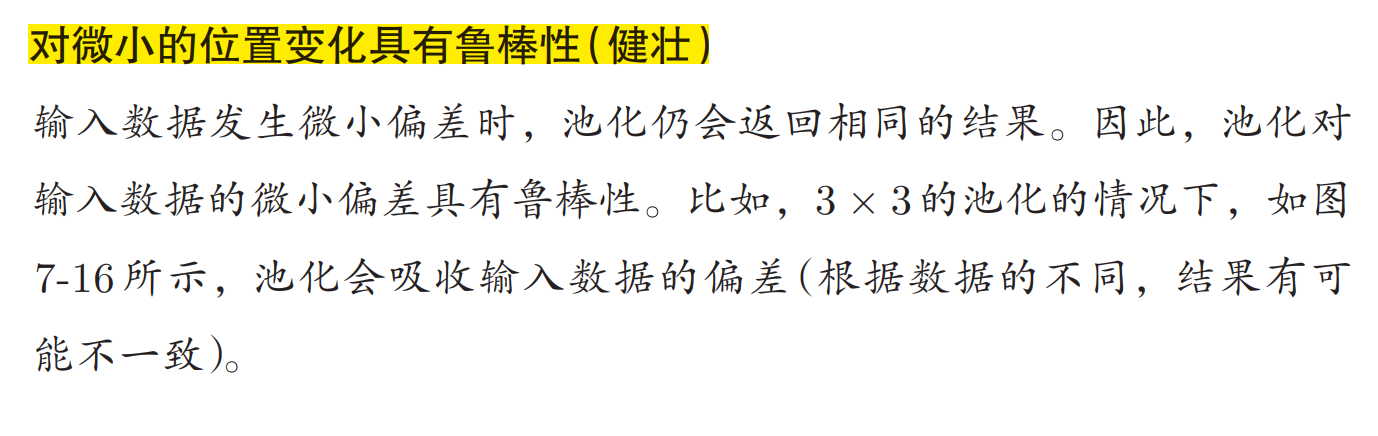 对微小的位置变化具有鲁棒性(健壮)
输入数据发生微小偏差时，池化仍会返回相同的结果。因此，池化对
输入数据的微小偏差具有鲁棒性。比如，3 × 3的池化的情况下，如图
7-16所示，池化会吸收输入数据的偏差(根据数据的不同，结果有可
能不一致)。